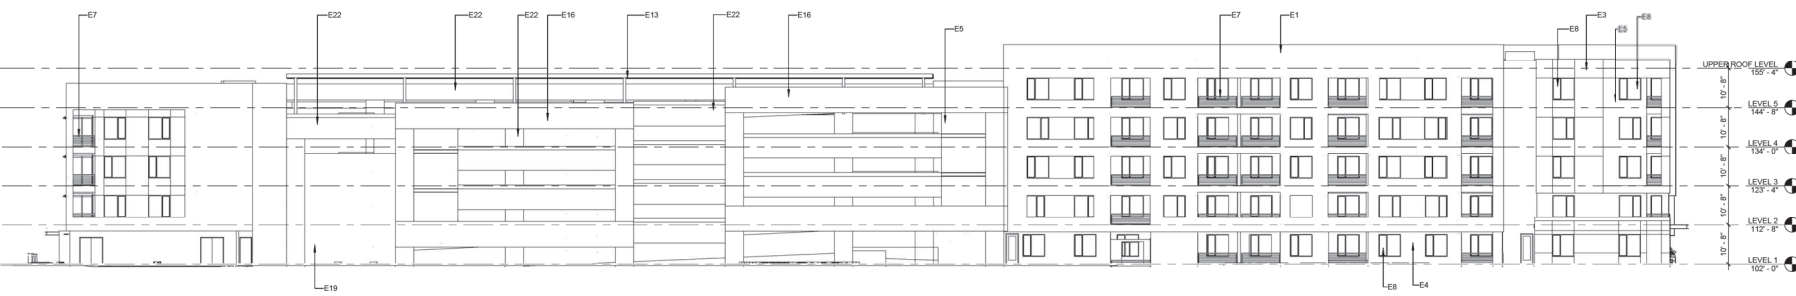 E7
E22
E22
E22
E16
E13
E22
E16
E5
E7
E1
E8
E3
E5
E8
UPPER ROOF LEVEL
155' - 4"
10' - 8"
LEVEL 5
144' - 8"
10' - 8"
LEVEL 4
134' - 0"
10' - 8"
LEVEL 3
123' - 4"
10' - 8"
LEVEL 2
112' - 8"
10' - 8"
LEVEL 1
102' - 0"
E19
E8
E4